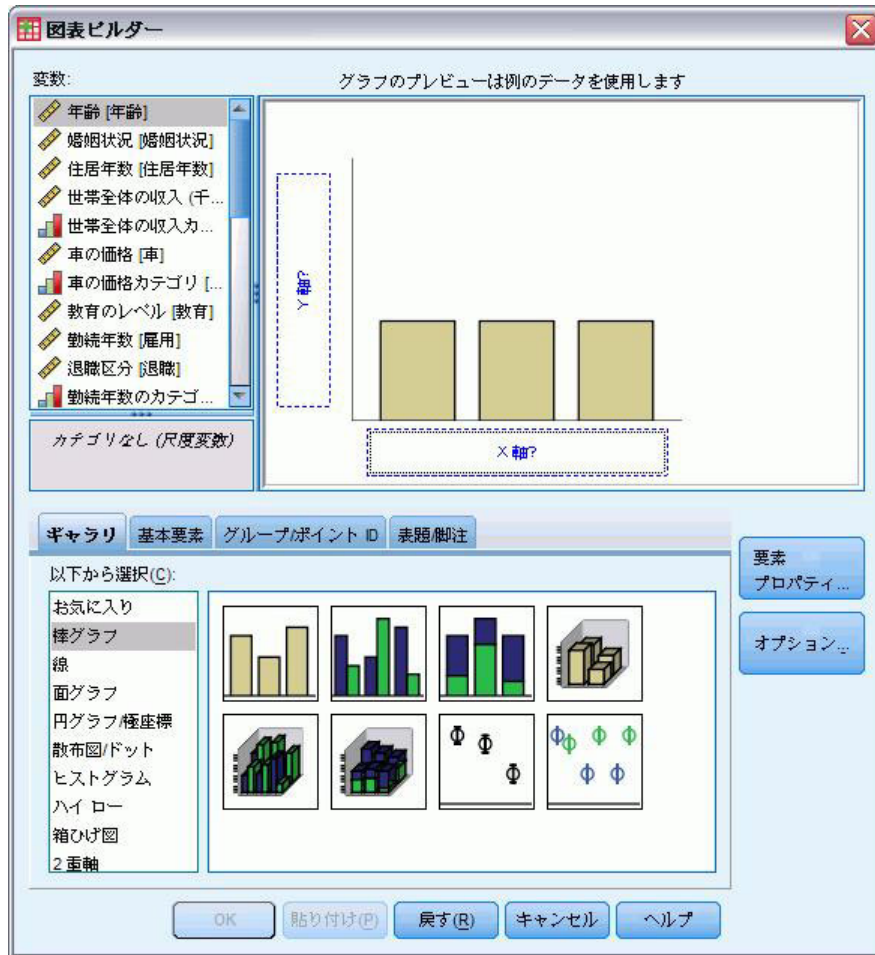 図表ビルダー
変数:
グラフのプレビューは例のデータを使用します
年齢 [年齢]
婚姻状況 [婚姻状況]
住居年数 [住居年数]
世帯全体の収入 (千...
世帯全体の収入カ...
車の価格 [車]
車の価格カテゴリ [...
教育のレベル [教育]
勤続年数 [雇用]
退職区分 [退職]
勤続年数のカテゴ...
カテゴリなし (尺度変数)
Y 軸?
X 軸?
ギャラリ 基本要素 グループ/ポイント ID 表題/脚注
以下から選択(C):
お気に入り
棒グラフ
線
面グラフ
円グラフ/極座標
散布図/ドット
ヒストグラム
ハイ ロー
箱ひげ図
2 重軸
要素
プロパティ...
オプション...
OK 貼り付け(P) 戻す(R) キャンセル ヘルプ